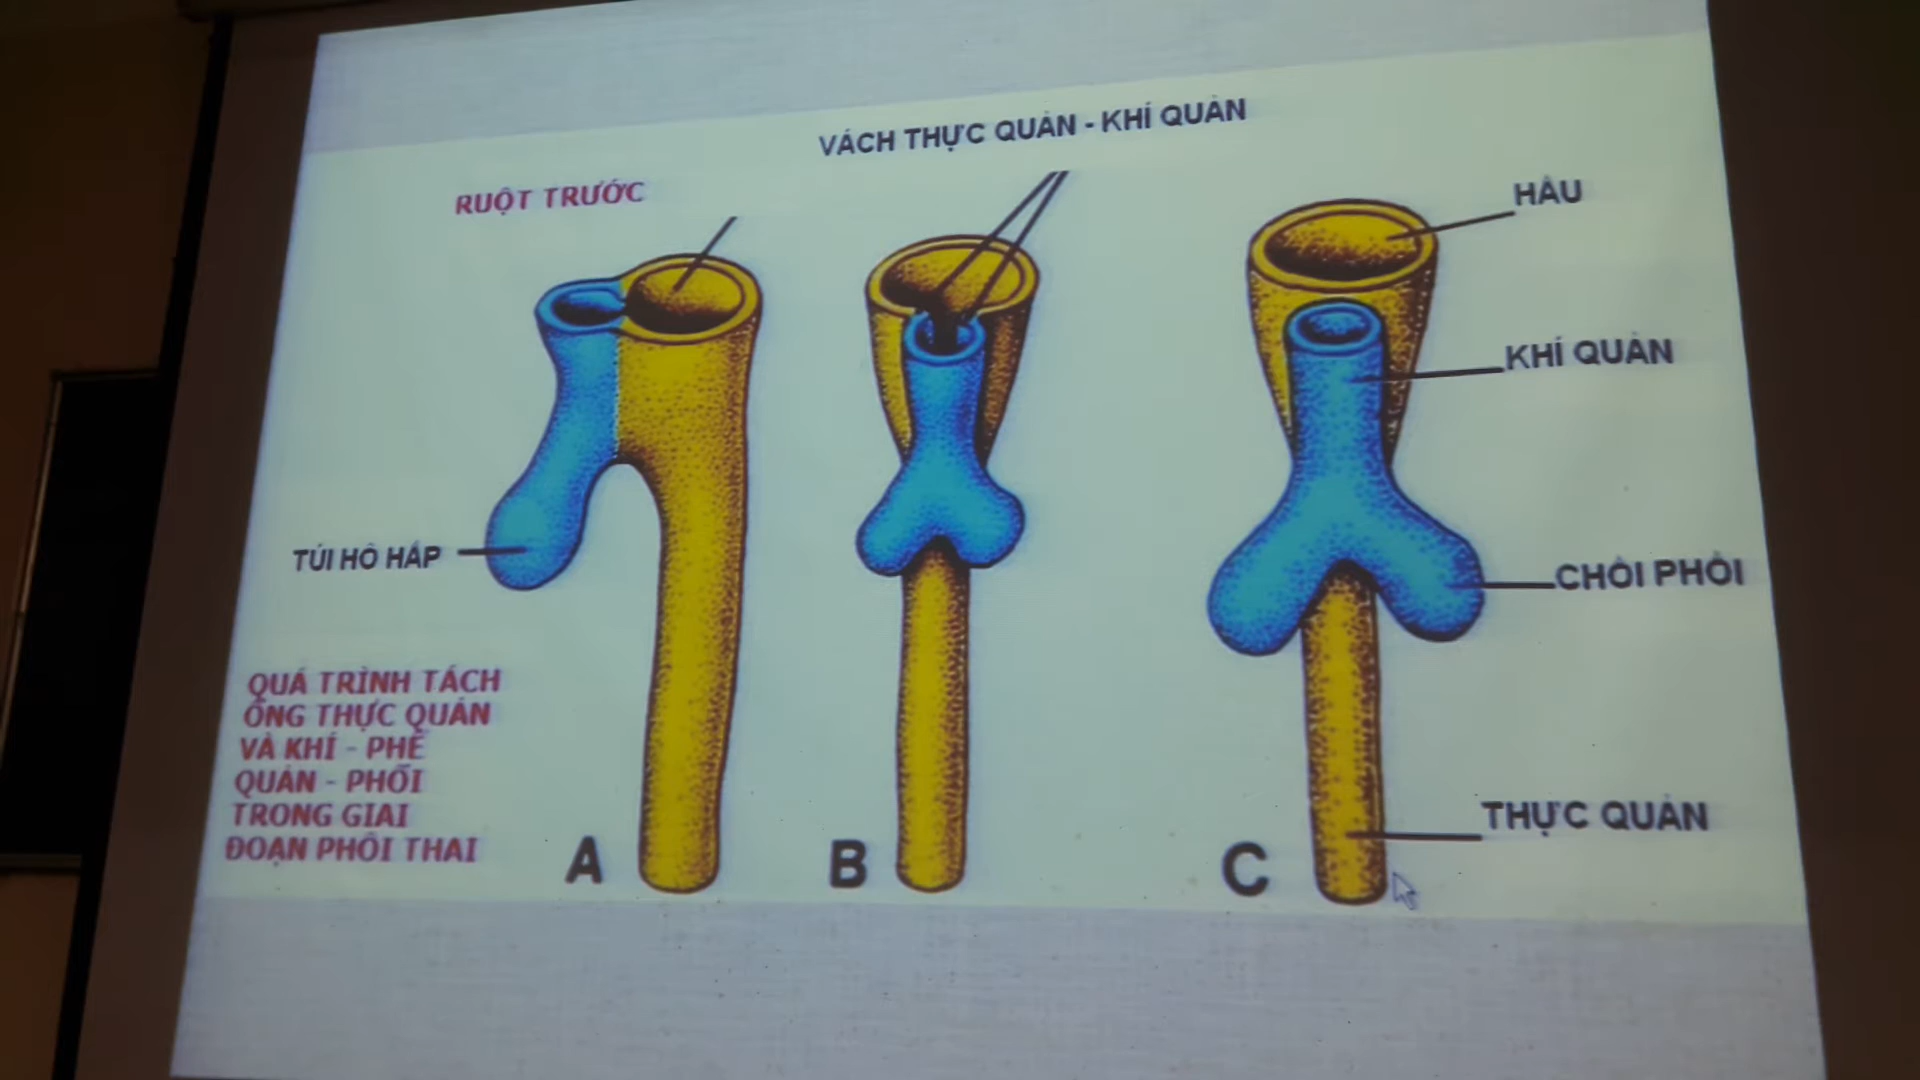 VÁCH THỰC QUẢN - KHÍ QUẢN
RUỘT TRƯỚC
HẦU
KHÍ QUẢN
TÚI HÔ HẤP
CHỒI PHỔI
QUÁ TRÌNH TÁCH
ỐNG THỰC QUẢN
VÀ KHÍ - PHẾ
QUẢN - PHỔI
TRONG GIAI
ĐOẠN PHÔI THAI
THỰC QUẢN
A
B
C